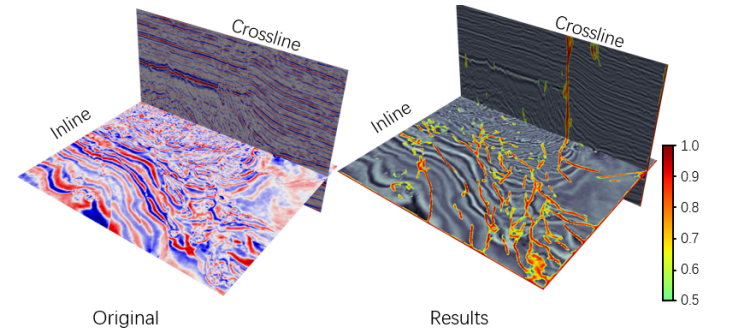 Crossline
Inline
Original
Crossline
Inline
Results
1.0
0.9
0.8
0.7
0.6
0.5